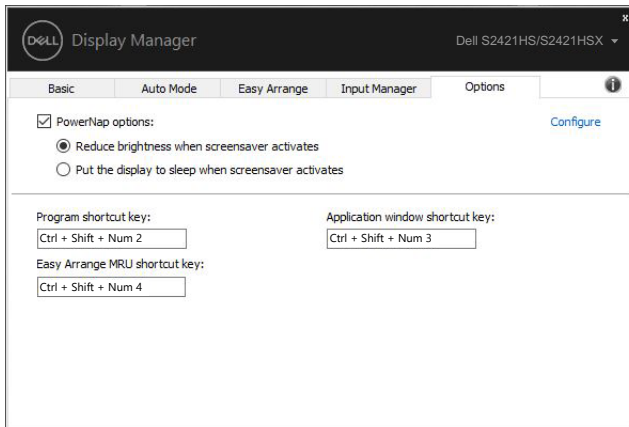 x
DELL Display Manager
Dell S2421HS/S2421HSX
Basic Auto Mode Easy Arrange Input Manager Options
PowerNap options: Configure
Reduce brightness when screensaver activates
Put the display to sleep when screensaver activates
Program shortcut key: Application window shortcut key:
Ctrl + Shift + Num 2 Ctrl + Shift + Num 3
Easy Arrange MRU shortcut key:
Ctrl + Shift + Num 4